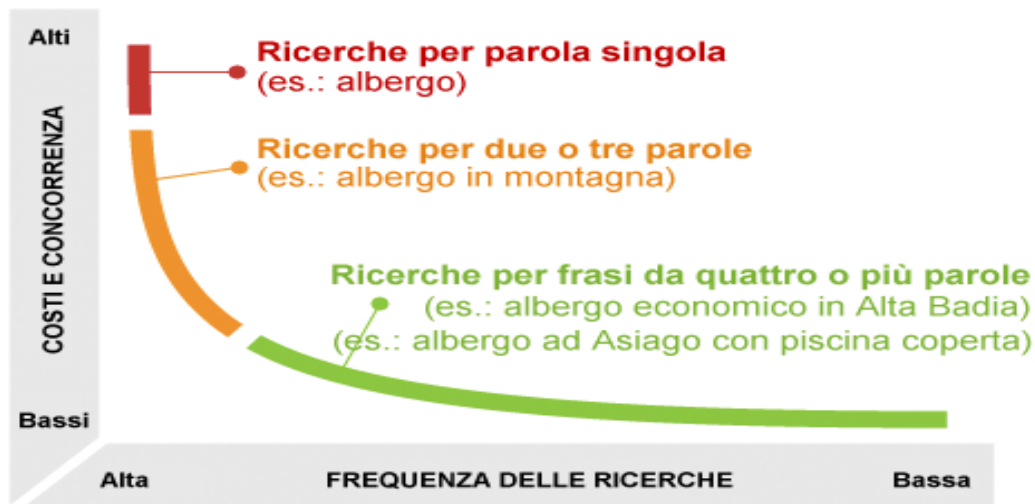 Alti
Ricerche per parola singola
(es.: albergo)
COSTI E CONCORRENZA
Ricerche per due o tre parole
(es.: albergo in montagna)
Ricerche per frasi da quattro o più parole
(es.: albergo economico in Alta Badia)
(es.: albergo ad Asiago con piscina coperta)
Bassi
Alta
FREQUENZA DELLE RICERCHE
Bassa